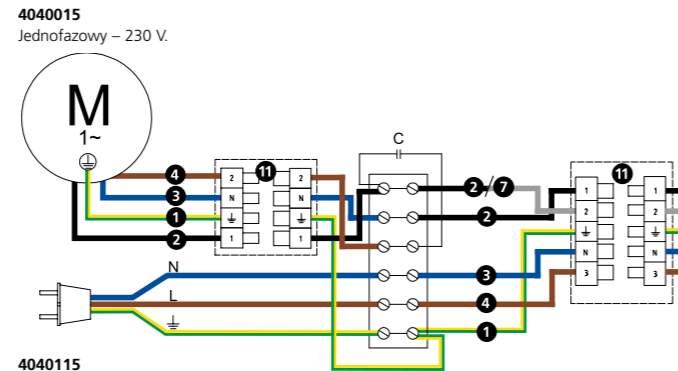 4040015
Jednofazowy – 230 V.
M
1~
C
4 2 11 2 2 / 7 1 11 1
3 N N 2 2 2
1
2 1 1 N N
N 3
L 4 3 3
1
4040115